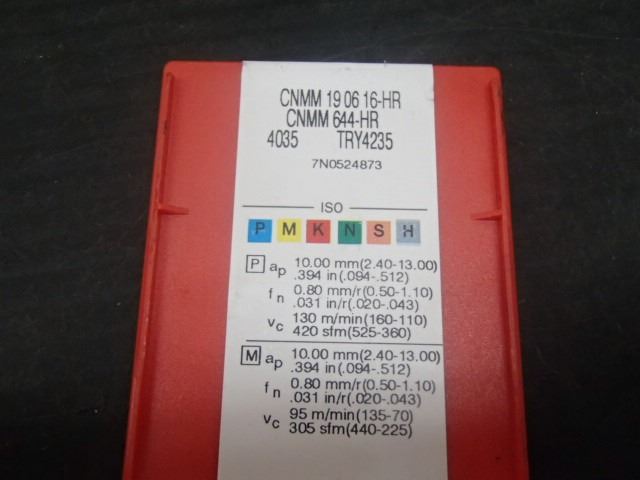 CNMM 19 06 16-HR
CNMM 644-HR
4035 TRY4235
7N0524873
ISO
P M K N S H
P ap 10.00 mm(2.40-13.00)
.394 in(.094-.512)
fn 0.80 mm/r(0.50-1.10)
.031 in/r(.020-.043)
vc 130 m/min(160-110)
420 sfm(525-360)
M ap 10.00 mm(2.40-13.00)
.394 in(.094-.512)
fn 0.80 mm/r(0.50-1.10)
.031 in/r(.020-.043)
vc 95 m/min(135-70)
305 sfm(440-225)